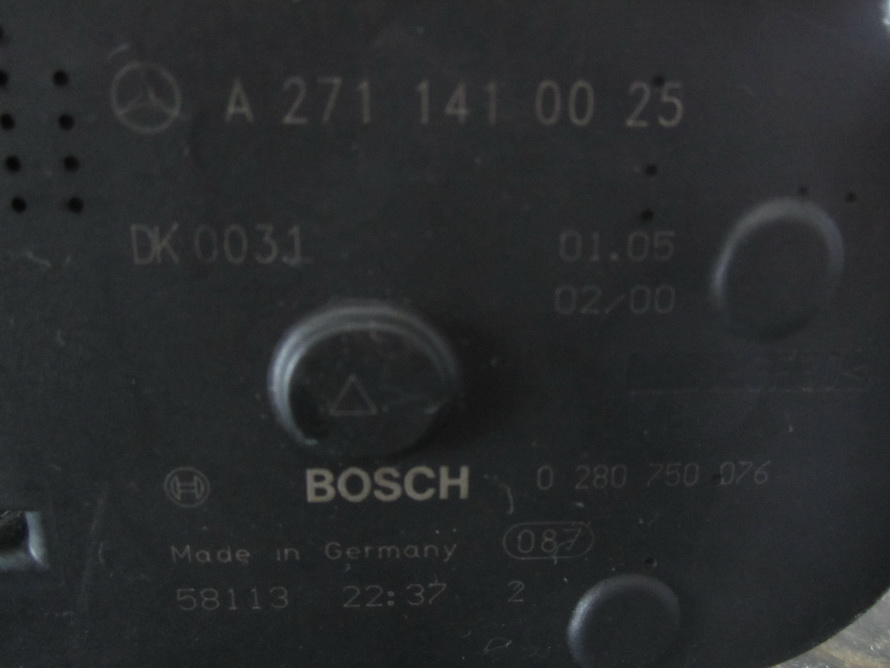 A 271 141 00 25
DK 0031 01.05
02/00
BOSCH 0 280 750 076
Made in Germany 087
58113 22:37 2